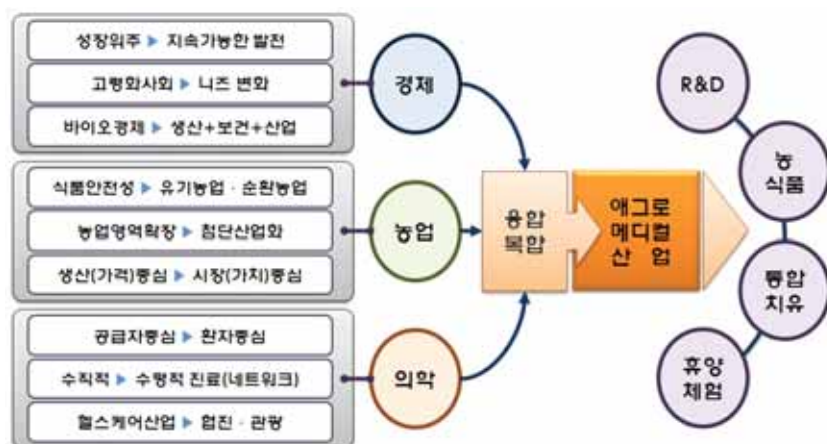 성장위주 ▶ 지속가능한 발전
고령화사회 ▶ 니즈 변화
바이오경제 ▶ 생산+보건+산업
경제
식품안전성 ▶ 유기농업 · 순환농업
농업영역확장 ▶ 첨단산업화
생산(가격)중심 ▶ 시장(가치)중심
농업
공급자중심 ▶ 환자중심
수직적 ▶ 수평적 진료(네트워크)
헬스케어산업 ▶ 협진 · 관광
의학
융합
복합
애그로
메디컬
산 업
R&D
농
식품
통합
치유
휴양
체험